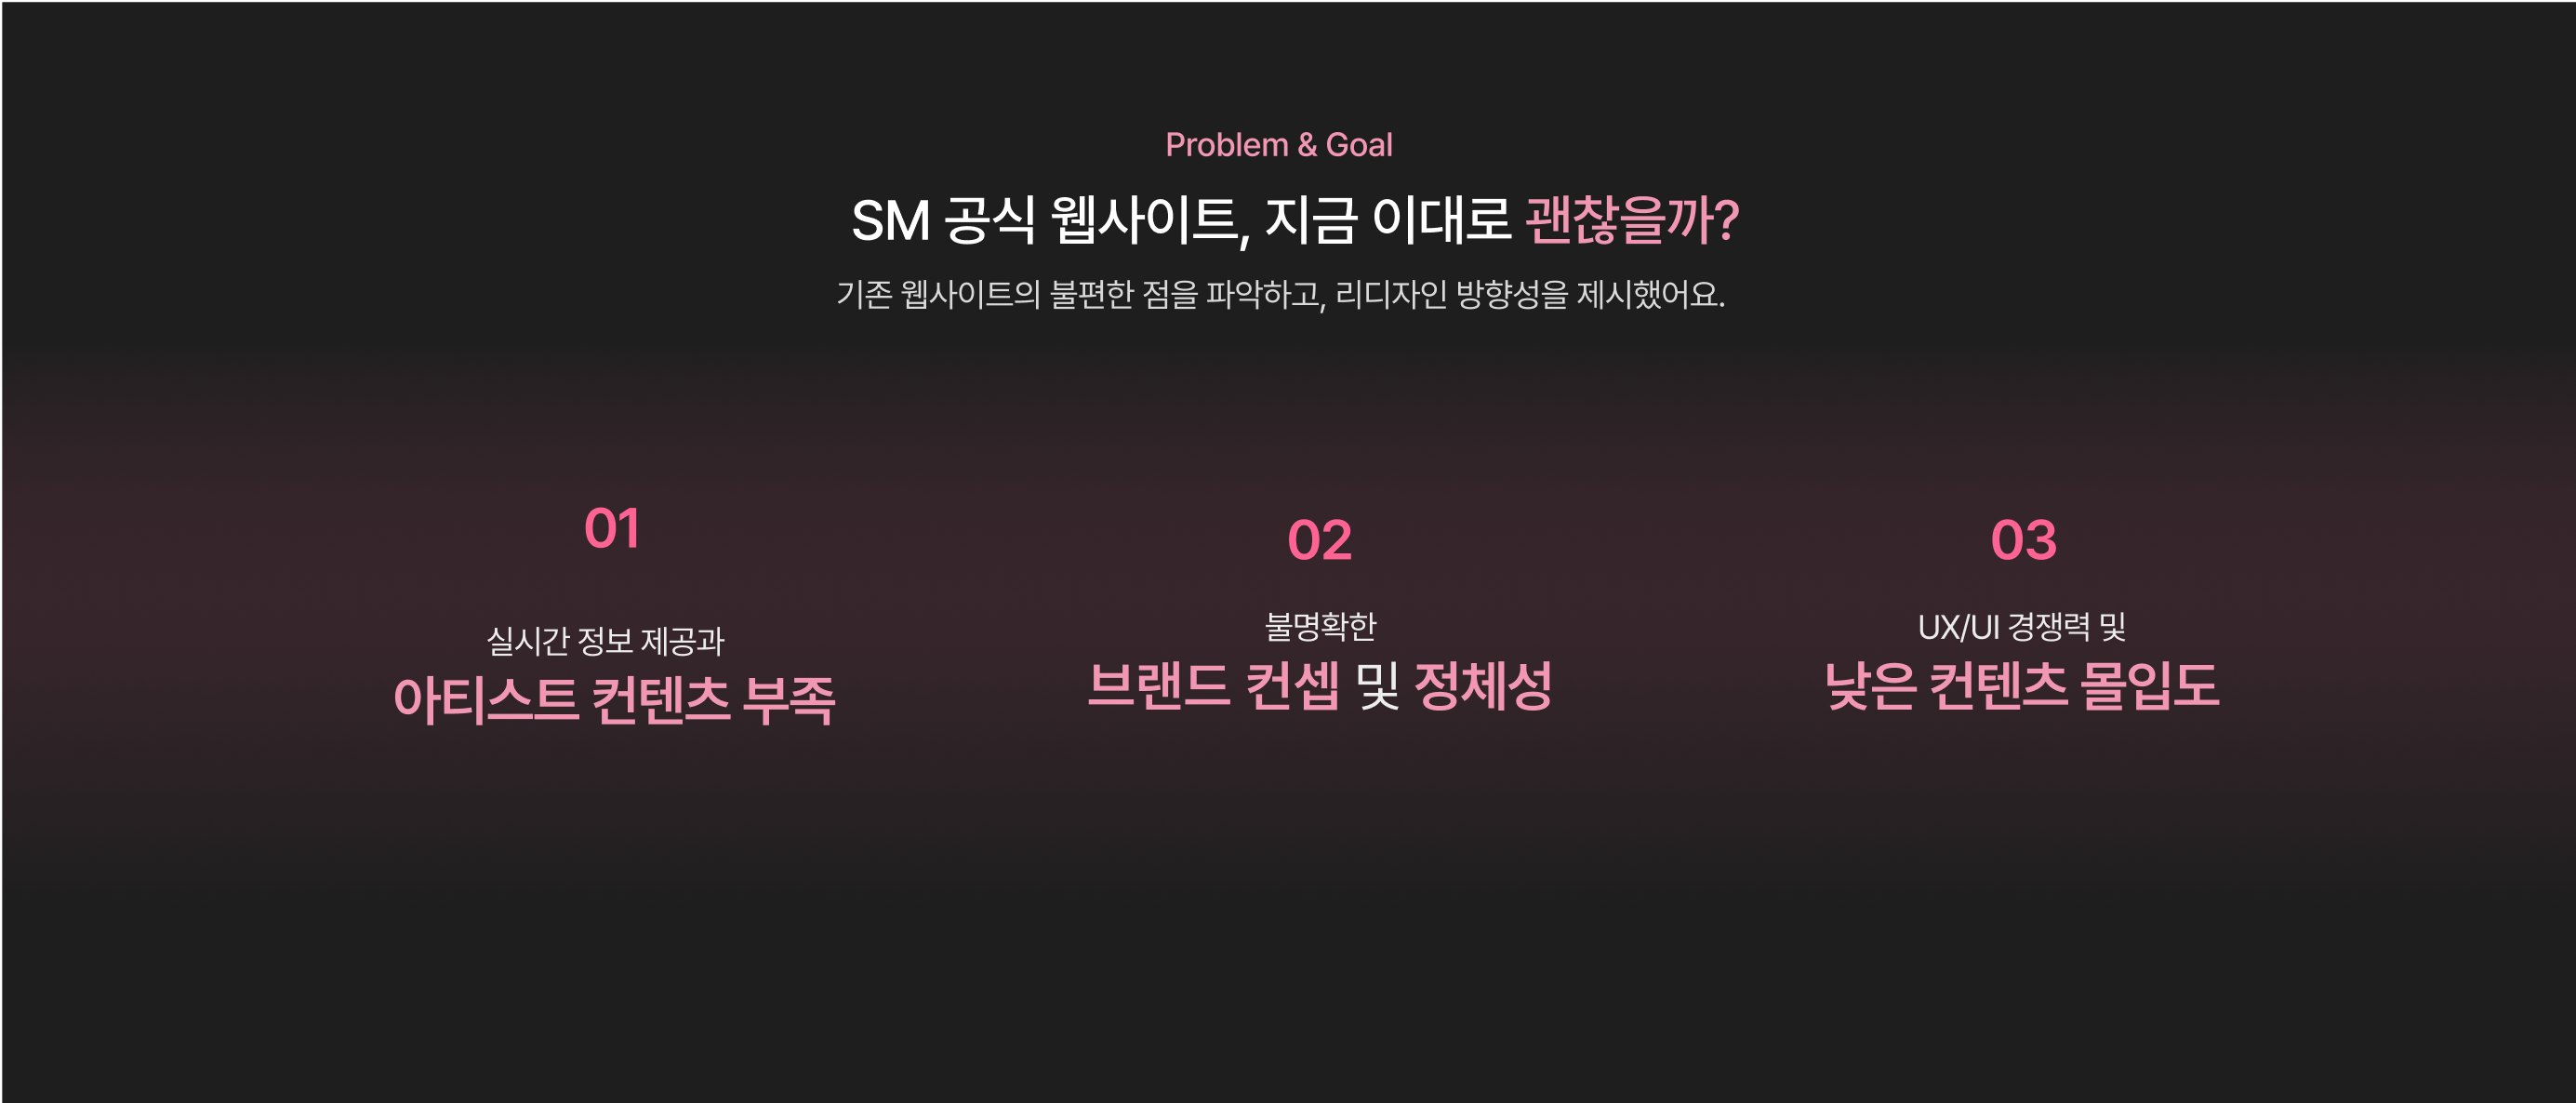 Problem & Goal
SM 공식 웹사이트, 지금 이대로 괜찮을까?
기존 웹사이트의 불편한 점을 파악하고, 리디자인 방향성을 제시했어요.
01
실시간 정보 제공과
아티스트 컨텐츠 부족
02
불명확한
브랜드 컨셉 및 정체성
03
UX/UI 경쟁력 및
낮은 컨텐츠 몰입도